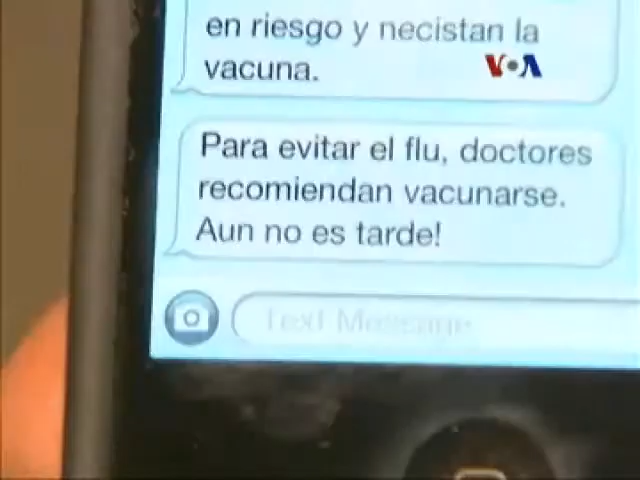 en riesgo y necistan la
vacuna.
VOA
Para evitar el flu, doctores
recomiendan vacunarse.
Aun no es tarde!
Text Message